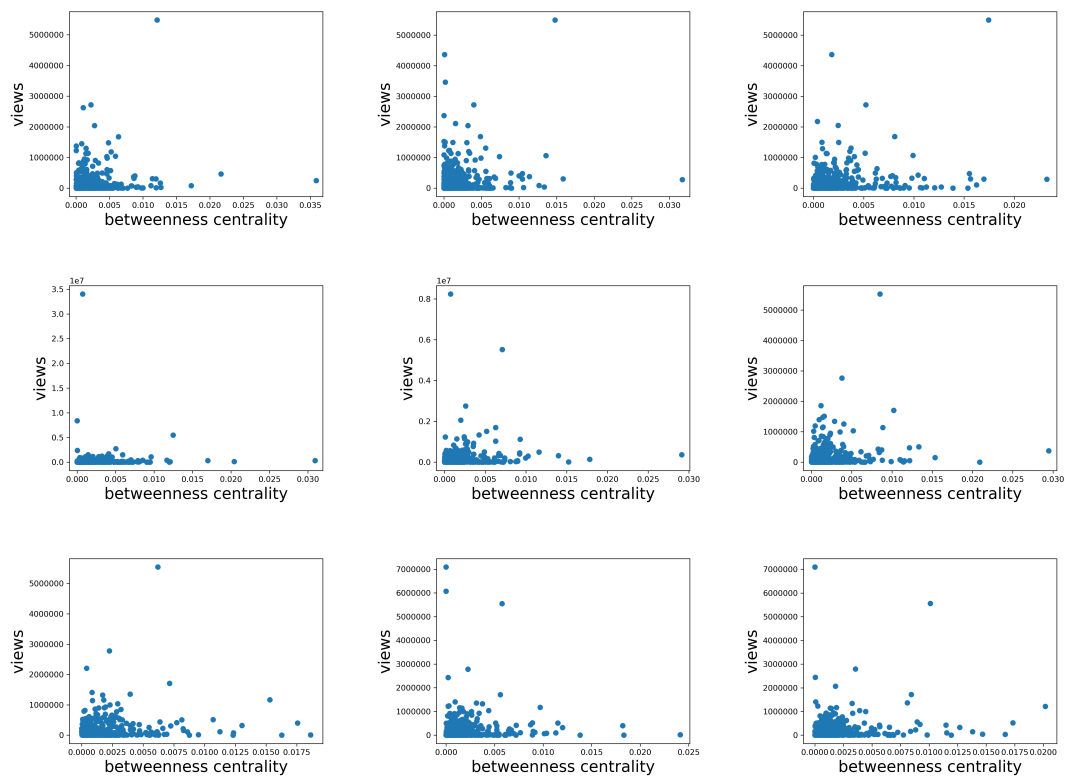 5000000 5000000 5000000
4000000 4000000 4000000
3000000 3000000 3000000
2000000 2000000 2000000
1000000 1000000 1000000
0 0 0
views views views
0.000 0.005 0.010 0.015 0.020 0.025 0.030 0.035 0.000 0.005 0.010 0.015 0.020 0.025 0.030 0.000 0.005 0.010 0.015 0.020
betweenness centrality betweenness centrality betweenness centrality
1e7 1e7
3.5 0.8 5000000
3.0 0.6 4000000
2.5 0.4 3000000
2.0 0.2 2000000
1.5 0.0 1000000
1.0 0
0.5
0.0
views views views
0.000 0.005 0.010 0.015 0.020 0.025 0.030 0.000 0.005 0.010 0.015 0.020 0.025 0.030 0.000 0.005 0.010 0.015 0.020 0.025 0.030
betweenness centrality betweenness centrality betweenness centrality
7000000 7000000
6000000 6000000
5000000 5000000 5000000
4000000 4000000 4000000
3000000 3000000 3000000
2000000 2000000 2000000
1000000 1000000 1000000
0 0 0
views views views
0.0000 0.0025 0.0050 0.0075 0.0100 0.0125 0.0150 0.0175 0.000 0.005 0.010 0.015 0.020 0.025 0.0000 0.0025 0.0050 0.0075 0.0100 0.0125 0.0150 0.0175 0.0200
betweenness centrality betweenness centrality betweenness centrality